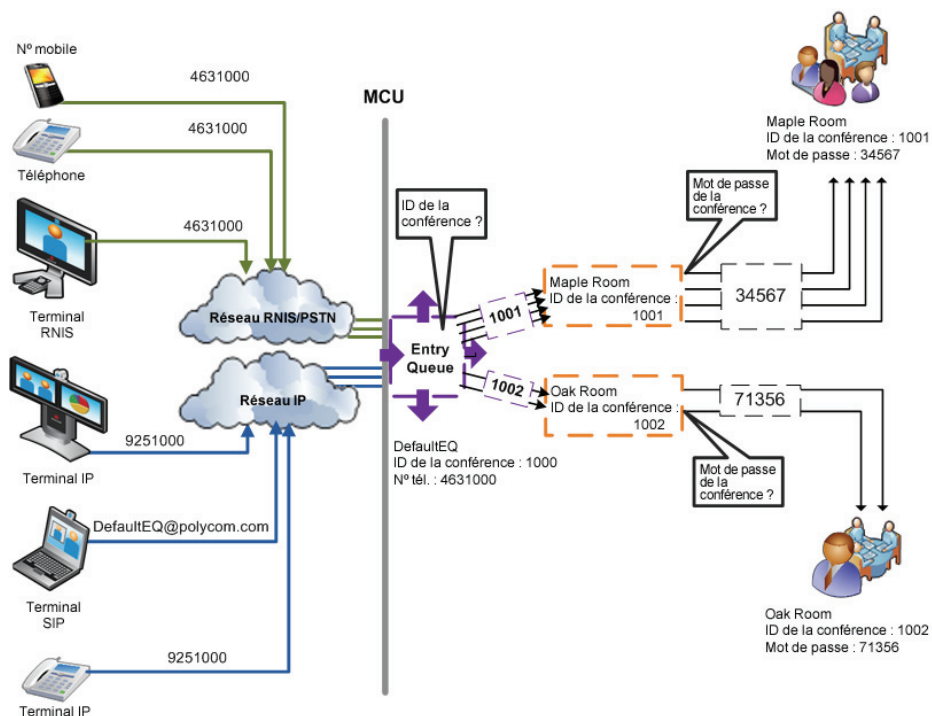 Nº mobile
4631000
4631000
Téléphone
4631000
Terminal
RNIS
Réseau RNIS/PSTN
Réseau IP
9251000
Terminal IP
DefaultEQ@polycom.com
Terminal
SIP
9251000
Terminal IP
MCU
ID de la
conférence ?
Entry
Queue
DefaultEQ
ID de la conférence : 1000
Nº tél. : 4631000
1001
1002
Maple Room
ID de la conférence :
1001
Oak Room
ID de la conférence :
1002
Mot de passe
de la
conférence ?
34567
71356
Mot de passe
de la
conférence ?
Maple Room
ID de la conférence : 1001
Mot de passe : 34567
Oak Room
ID de la conférence : 1002
Mot de passe : 71356